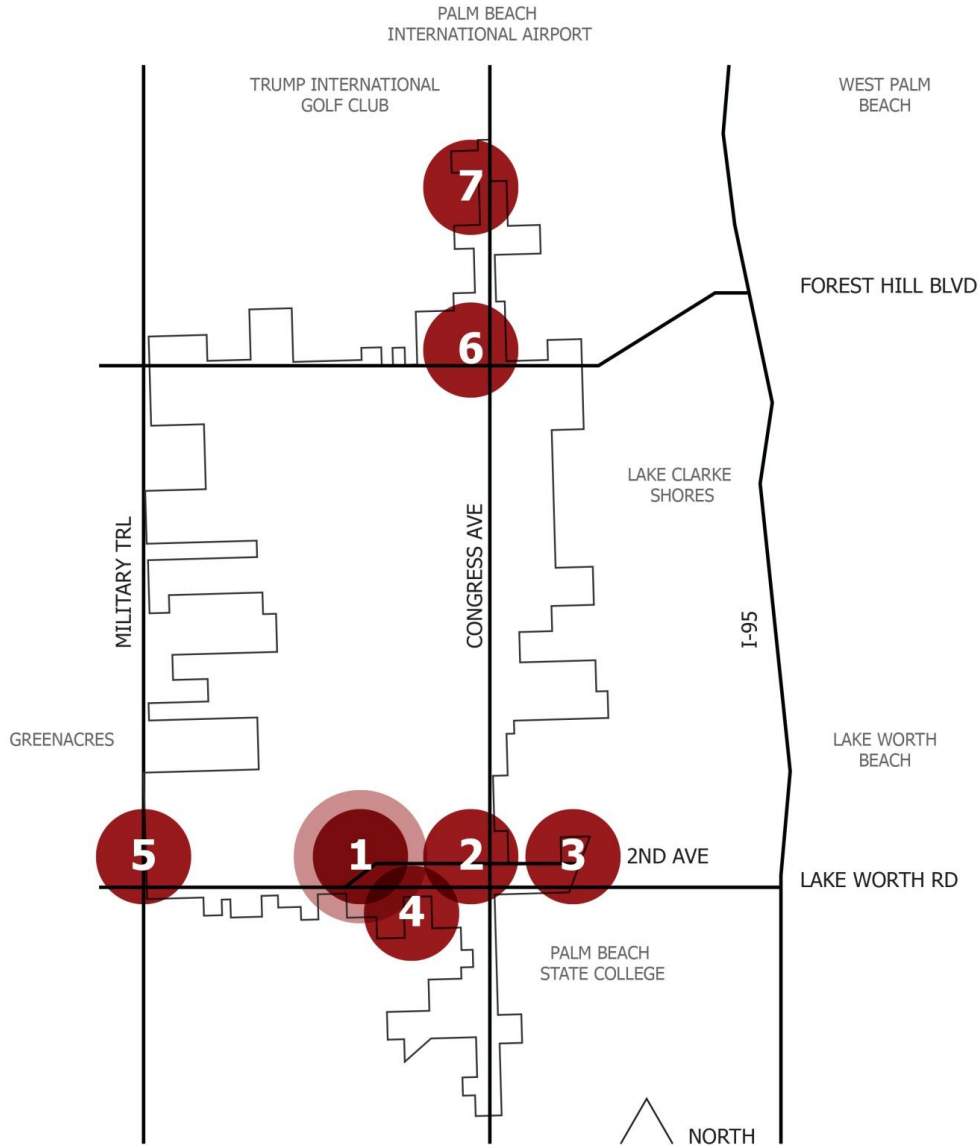 PALM BEACH
INTERNATIONAL AIRPORT
TRUMP INTERNATIONAL
GOLF CLUB
WEST PALM
BEACH
7
FOREST HILL BLVD
6
LAKE CLARKE
SHORES
MILITARY TRL
CONGRESS AVE
I-95
GREENACRES
LAKE WORTH
BEACH
5
1
2
3
2ND AVE
LAKE WORTH RD
4
PALM BEACH
STATE COLLEGE
NORTH